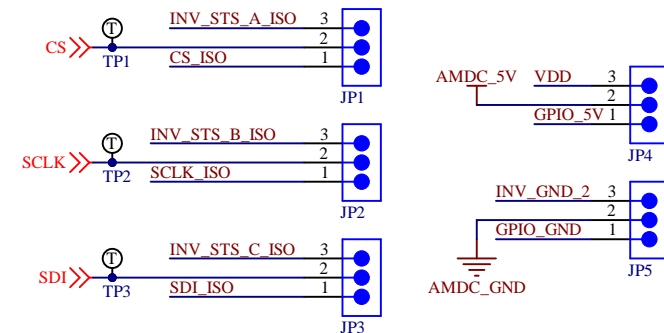 INV_STS_A_ISO 3
T
CS 2
TP1
CS_ISO 1
JP1
INV_STS_B_ISO 3
T
SCLK 2
TP2
SCLK_ISO 1
JP2
INV_STS_C_ISO 3
T
SDI 2
TP3
SDI_ISO 1
JP3
AMDC_5V VDD 3
2
GPIO_5V 1
JP4
INV_GND_2 3
2
GPIO_GND 1
JP5
AMDC_GND